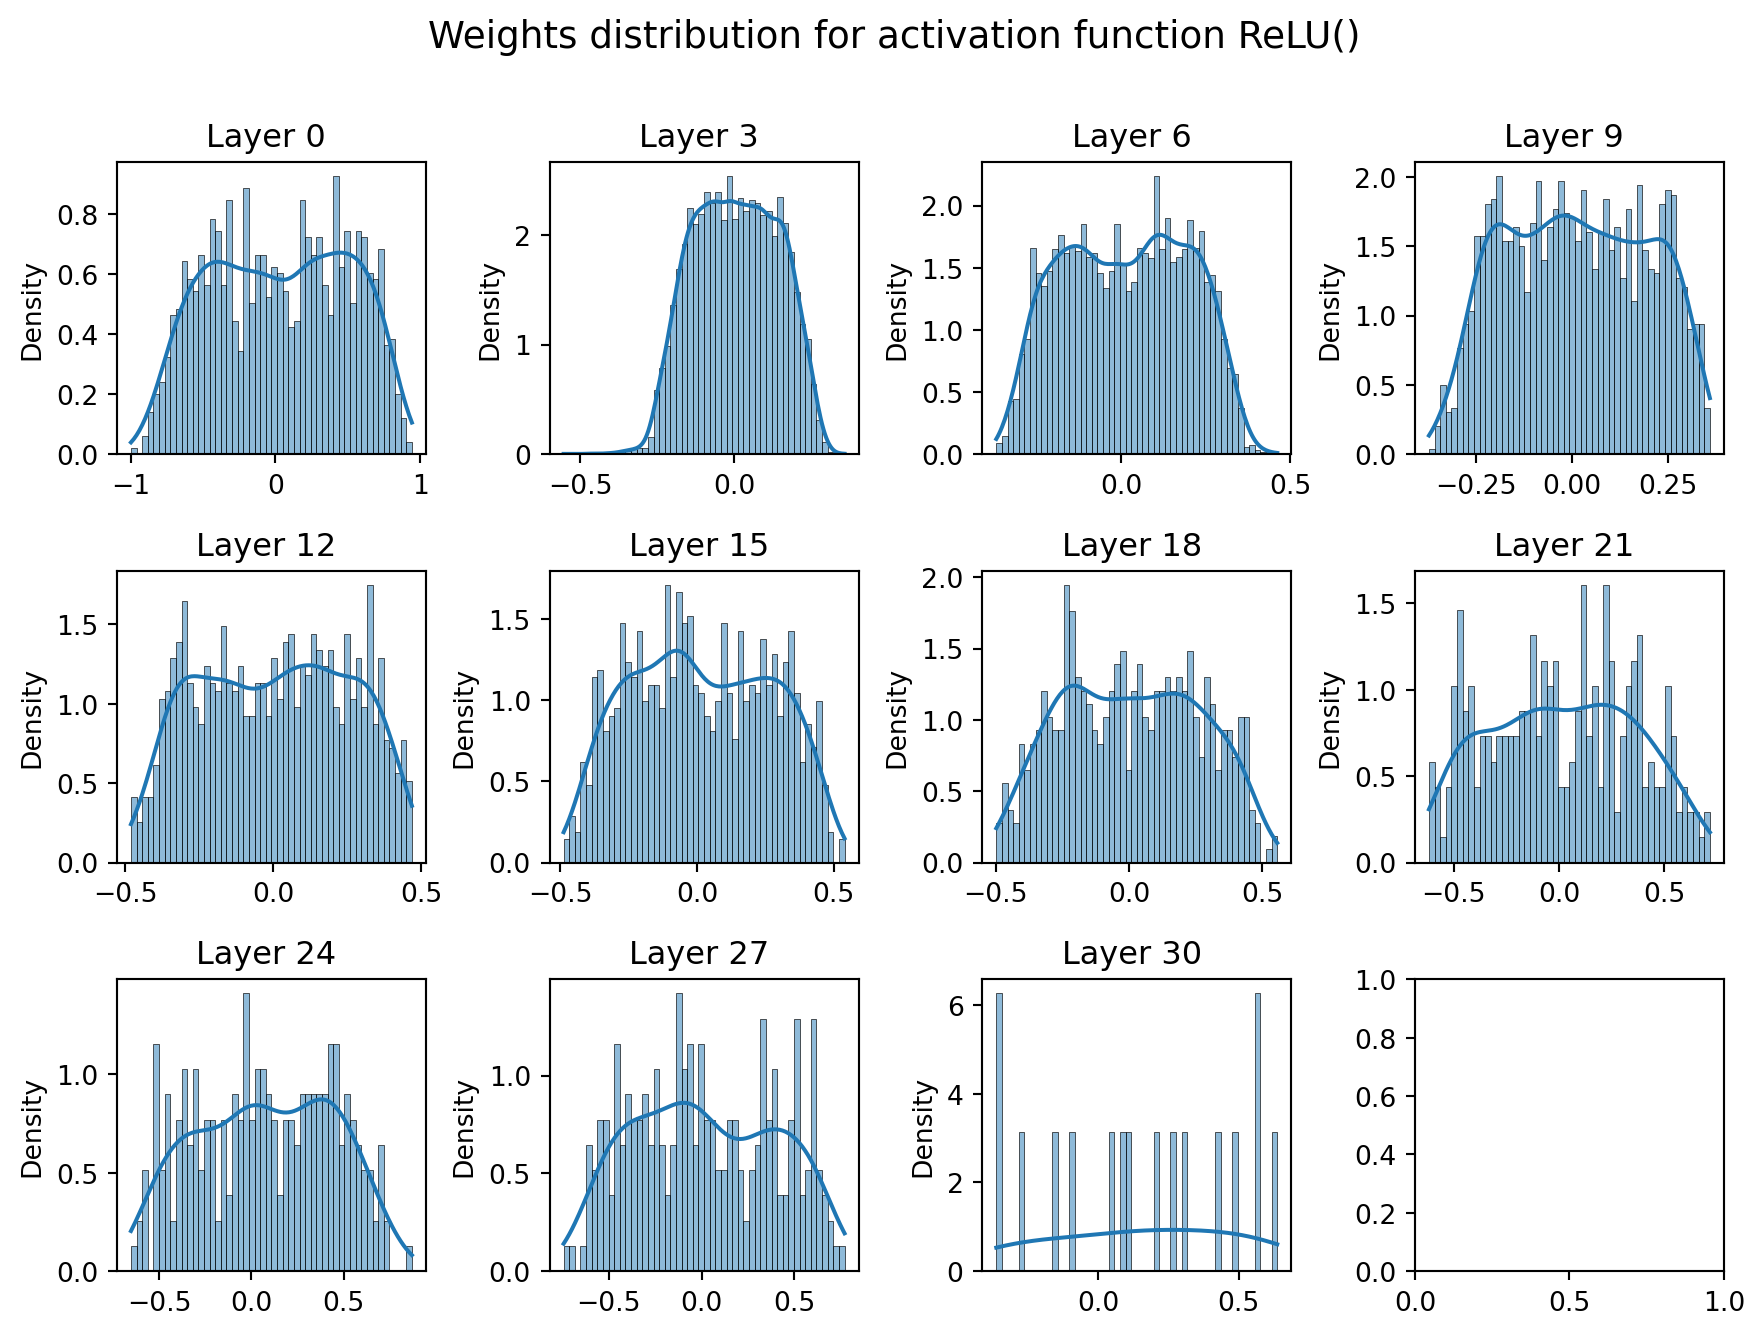 Weights distribution for activation function ReLU()
Layer 0
Density
0.8
0.6
0.4
0.2
0.0
−1 0 1
Layer 3
Density
2
1
0
−0.5 0.0
Layer 6
Density
2.0
1.5
1.0
0.5
0.0
0.0 0.5
Layer 9
Density
2.0
1.5
1.0
0.5
0.0
−0.25 0.00 0.25
Layer 12
Density
1.5
1.0
0.5
0.0
−0.5 0.0 0.5
Layer 15
Density
1.5
1.0
0.5
0.0
−0.5 0.0 0.5
Layer 18
Density
2.0
1.5
1.0
0.5
0.0
−0.5 0.0 0.5
Layer 21
Density
1.5
1.0
0.5
0.0
−0.5 0.0 0.5
Layer 24
Density
1.0
0.5
0.0
−0.5 0.0 0.5
Layer 27
Density
1.0
0.5
0.0
−0.5 0.0 0.5
Layer 30
Density
6
4
2
0
0.0 0.5
1.0
0.8
0.6
0.4
0.2
0.0
0.0 0.5 1.0